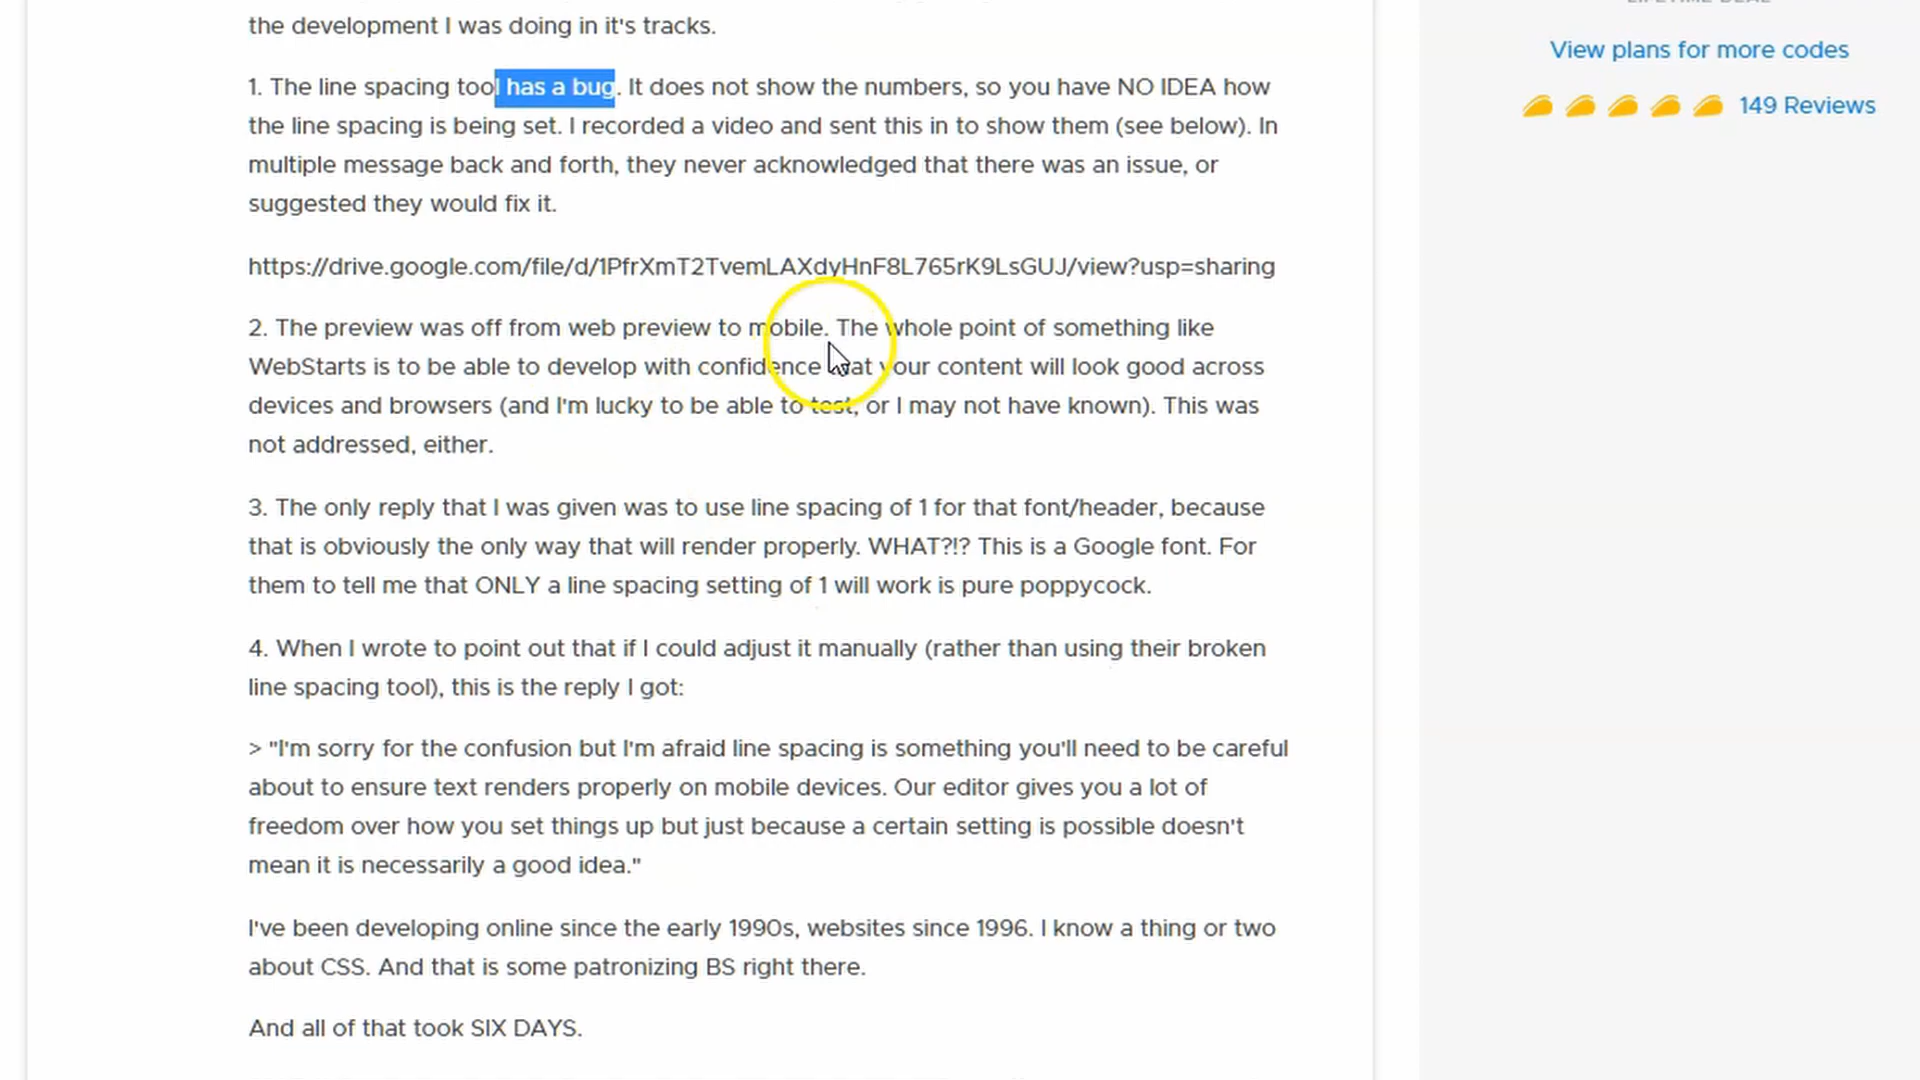 the development I was doing in it's tracks.
1. The line spacing tool has a bug. It does not show the numbers, so you have NO IDEA how
the line spacing is being set. I recorded a video and sent this in to show them (see below). In
multiple message back and forth, they never acknowledged that there was an issue, or
suggested they would fix it.
https://drive.google.com/file/d/1PfrXmT2TvemLAXdyHnF8L765rK9LsGUJ/view?usp=sharing
2. The preview was off from web preview to mobile. The whole point of something like
WebStarts is to be able to develop with confidence that your content will look good across
devices and browsers (and I'm lucky to be able to test, or I may not have known). This was
not addressed, either.
3. The only reply that I was given was to use line spacing of 1 for that font/header, because
that is obviously the only way that will render properly. WHAT?!? This is a Google font. For
them to tell me that ONLY a line spacing setting of 1 will work is pure poppycock.
4. When I wrote to point out that if I could adjust it manually (rather than using their broken
line spacing tool), this is the reply I got:
> "I'm sorry for the confusion but I'm afraid line spacing is something you'll need to be careful
about to ensure text renders properly on mobile devices. Our editor gives you a lot of
freedom over how you set things up but just because a certain setting is possible doesn't
mean it is necessarily a good idea."
I've been developing online since the early 1990s, websites since 1996. I know a thing or two
about CSS. And that is some patronizing BS right there.
And all of that took SIX DAYS.
View plans for more codes
149 Reviews